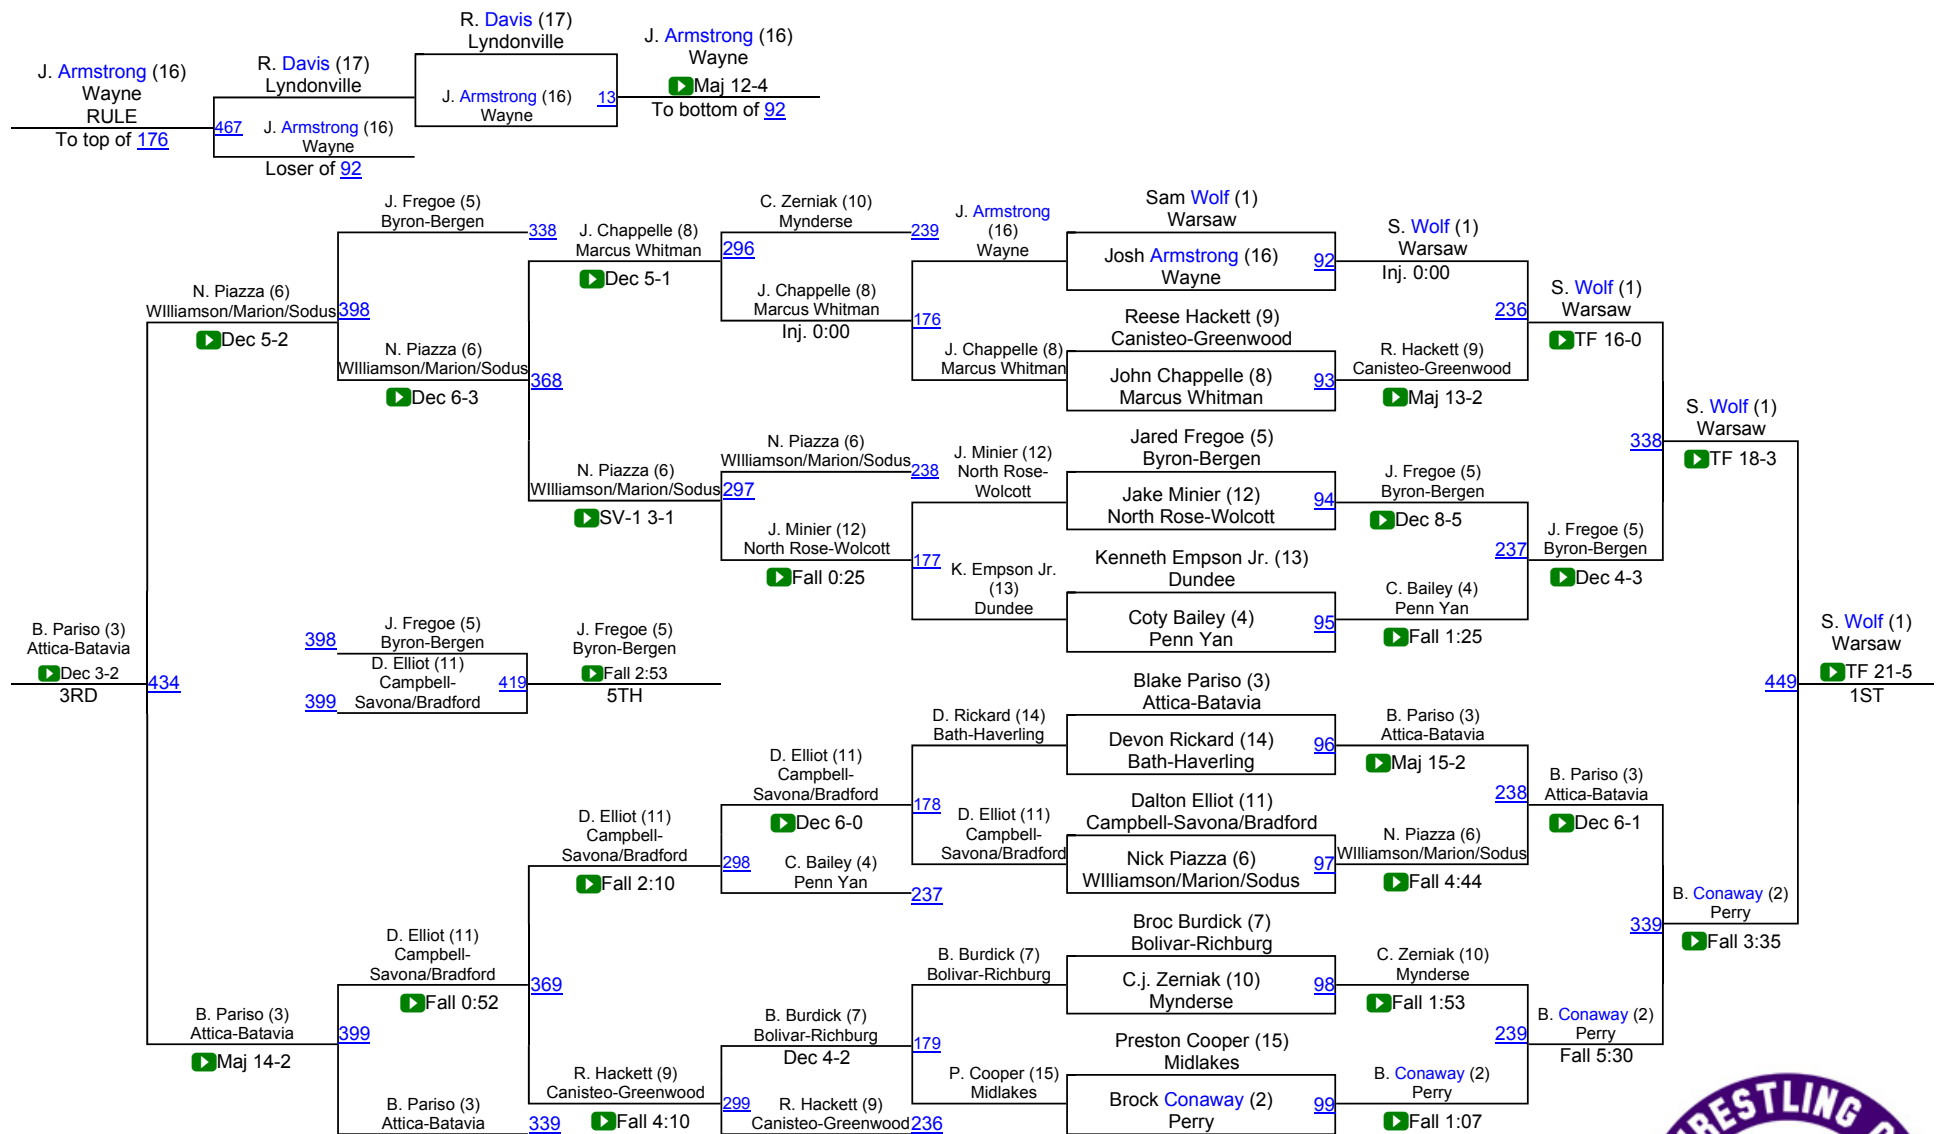 R. Davis (17)
Lyndonville
J. Armstrong (16)
Wayne
Maj 12-4
To bottom of 92
J. Armstrong (16)
Wayne
RULE
To top of 176
R. Davis (17)
Lyndonville
467
J. Armstrong (16)
Wayne
Loser of 92
J. Armstrong (16)
Wayne
13
J. Fregoe (5)
Byron-Bergen
338
N. Piazza (6)
WIlliamson/Marion/Sodus
398
Dec 5-2
N. Piazza (6)
WIlliamson/Marion/Sodus
Dec 6-3
368
J. Chappelle (8)
Marcus Whitman
Dec 5-1
296
C. Zerniak (10)
Mynderse
239
J. Chappelle (8)
Marcus Whitman
Inj. 0:00
176
J. Armstrong
(16)
Wayne
J. Chappelle (8)
Marcus Whitman
Sam Wolf (1)
Warsaw
Josh Armstrong (16)
Wayne
92
S. Wolf (1)
Warsaw
Inj. 0:00
236
Reese Hackett (9)
Canisteo-Greenwood
John Chappelle (8)
Marcus Whitman
93
R. Hackett (9)
Canisteo-Greenwood
Maj 13-2
S. Wolf (1)
Warsaw
TF 16-0
338
S. Wolf (1)
Warsaw
TF 18-3
N. Piazza (6)
WIlliamson/Marion/Sodus
SV-1 3-1
297
N. Piazza (6)
WIlliamson/Marion/Sodus
238
J. Minier (12)
North Rose-Wolcott
Fall 0:25
177
J. Minier (12)
North Rose-
Wolcott
K. Empson Jr.
(13)
Dundee
Jared Fregoe (5)
Byron-Bergen
Jake Minier (12)
North Rose-Wolcott
94
J. Fregoe (5)
Byron-Bergen
Dec 8-5
237
Kenneth Empson Jr. (13)
Dundee
Coty Bailey (4)
Penn Yan
95
C. Bailey (4)
Penn Yan
Fall 1:25
J. Fregoe (5)
Byron-Bergen
Dec 4-3
B. Pariso (3)
Attica-Batavia
Dec 3-2
3RD
434
398
J. Fregoe (5)
Byron-Bergen
D. Elliot (11)
Campbell-
Savona/Bradford
399
419
J. Fregoe (5)
Byron-Bergen
Fall 2:53
5TH
449
S. Wolf (1)
Warsaw
TF 21-5
1ST
D. Elliot (11)
Campbell-
Savona/Bradford
Fall 2:10
298
D. Elliot (11)
Campbell-
Savona/Bradford
Dec 6-0
178
C. Bailey (4)
Penn Yan
237
D. Rickard (14)
Bath-Haverling
D. Elliot (11)
Campbell-
Savona/Bradford
Blake Pariso (3)
Attica-Batavia
Devon Rickard (14)
Bath-Haverling
96
B. Pariso (3)
Attica-Batavia
Maj 15-2
238
Dalton Elliot (11)
Campbell-Savona/Bradford
Nick Piazza (6)
WIlliamson/Marion/Sodus
97
N. Piazza (6)
WIlliamson/Marion/Sodus
Fall 4:44
B. Pariso (3)
Attica-Batavia
Dec 6-1
339
B. Conaway (2)
Perry
Fall 3:35
B. Pariso (3)
Attica-Batavia
Maj 14-2
399
D. Elliot (11)
Campbell-
Savona/Bradford
Fall 0:52
369
B. Pariso (3)
Attica-Batavia
339
R. Hackett (9)
Canisteo-Greenwood
Fall 4:10
299
B. Burdick (7)
Bolivar-Richburg
Dec 4-2
179
R. Hackett (9)
Canisteo-Greenwood
236
B. Burdick (7)
Bolivar-Richburg
P. Cooper (15)
Midlakes
Broc Burdick (7)
Bolivar-Richburg
C.j. Zerniak (10)
Mynderse
98
C. Zerniak (10)
Mynderse
Fall 1:53
239
Preston Cooper (15)
Midlakes
Brock Conaway (2)
Perry
99
B. Conaway (2)
Perry
Fall 1:07
B. Conaway (2)
Perry
Fall 5:30